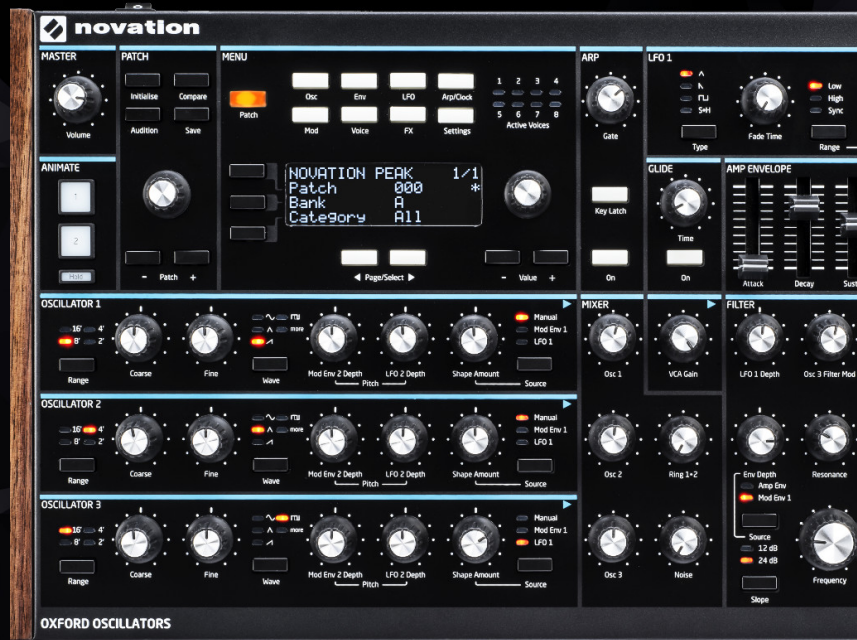 novation
MASTER
Volume
ANIMATE
1
2
Hold
PATCH
Initialise Compare
Audition Save
- Patch +
MENU
Patch
Osc Env LFO Arp/Clock
Mod Voice FX Settings
1 2 3 4
5 6 7 8
Active Voices
NOVATION PEAK 1/1
Patch 000 *
Bank A
Category All
◀ Page/Select ▶
- Value +
ARP
Gate
Key Latch
On
LFO 1
S+H
Type
Fade Time
Low
High
Sync
Range
GLIDE
Time
On
AMP ENVELOPE
Attack Decay Sust
OSCILLATOR 1
16' 4'
8' 2'
Range
Coarse
Fine
more
Wave
Mod Env 2 Depth LFO 2 Depth
Pitch
Shape Amount
Manual
Mod Env 1
LFO 1
Source
OSCILLATOR 2
16' 4'
8' 2'
Range
Coarse
Fine
more
Wave
Mod Env 2 Depth LFO 2 Depth
Pitch
Shape Amount
Manual
Mod Env 1
LFO 1
Source
OSCILLATOR 3
16' 4'
8' 2'
Range
Coarse
Fine
more
Wave
Mod Env 2 Depth LFO 2 Depth
Pitch
Shape Amount
Manual
Mod Env 1
LFO 1
Source
MIXER
Osc 1
VCA Gain
Osc 2
Ring 1+2
Osc 3
Noise
FILTER
LFO 1 Depth Osc 3 Filter Mod
Env Depth Resonance
Amp Env
Mod Env 1
Source
12 dB
24 dB
Slope
Frequency
OXFORD OSCILLATORS